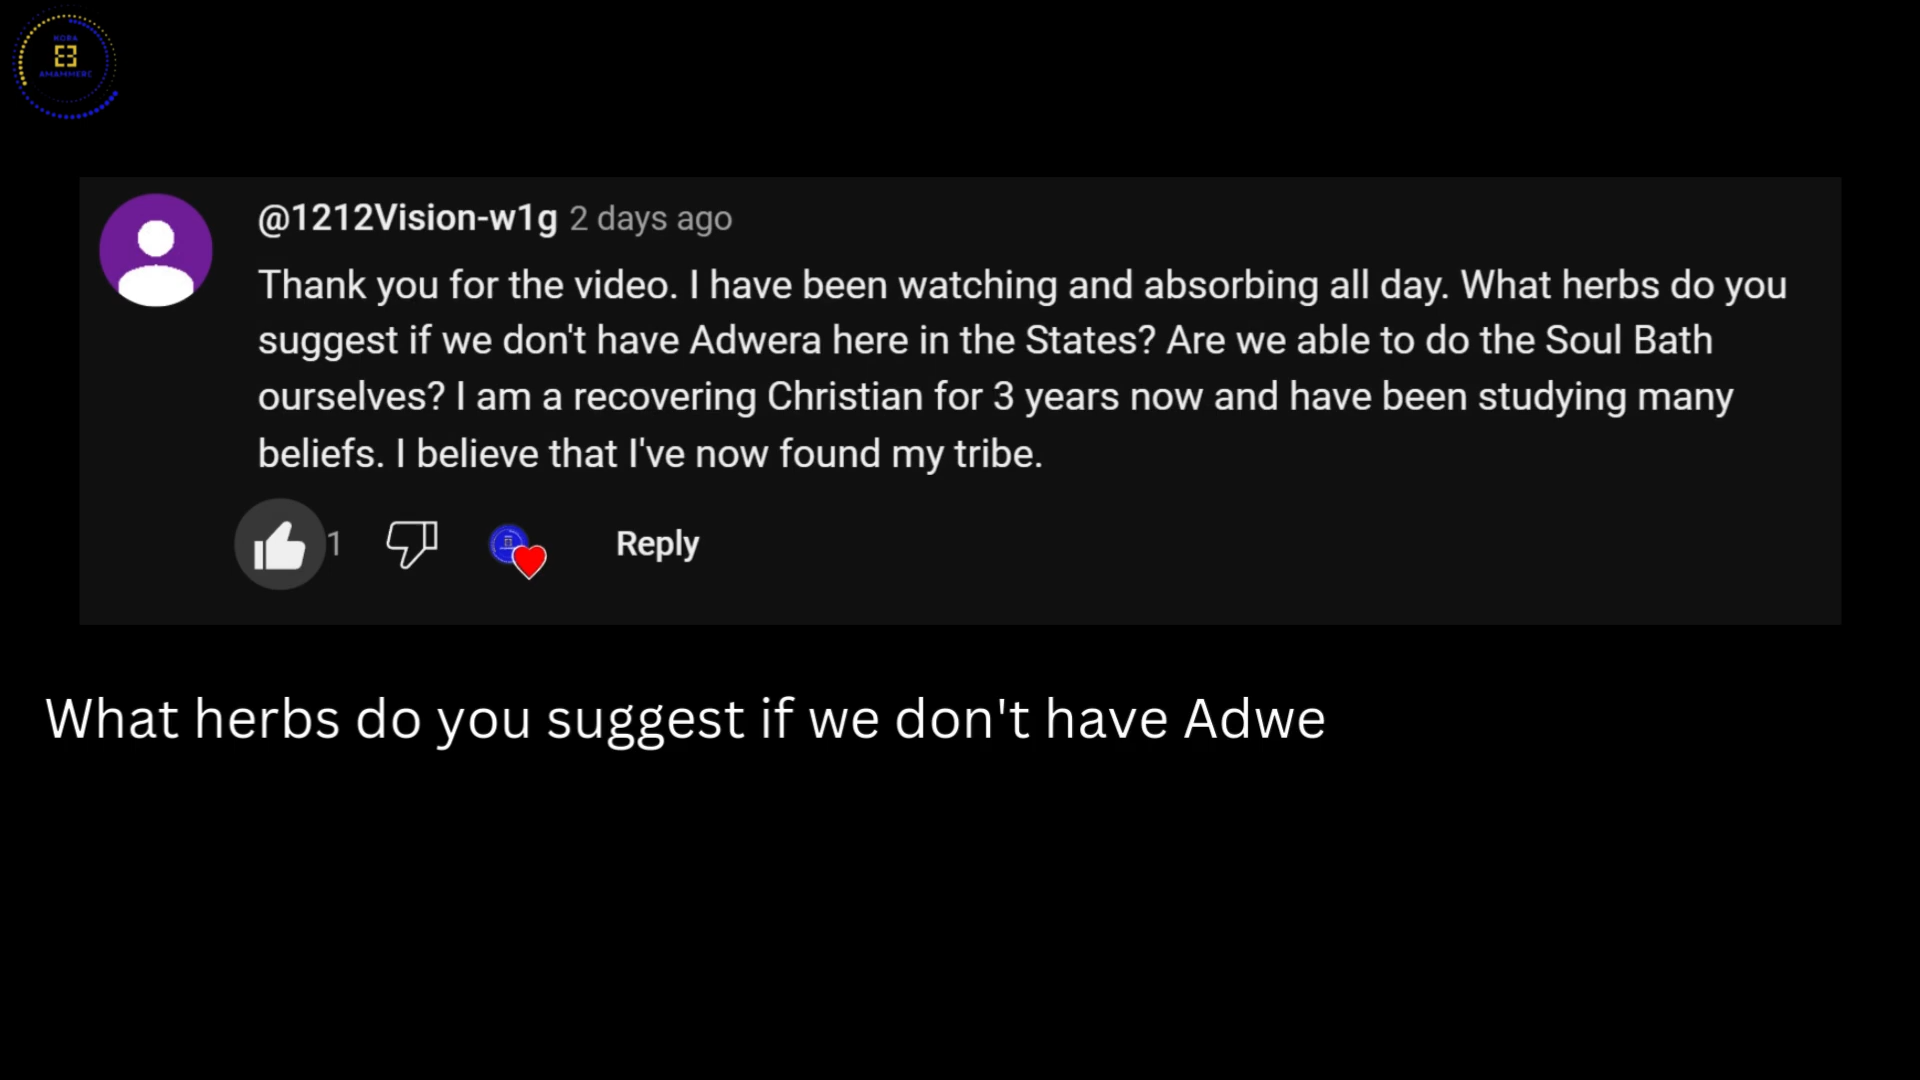 KORA
AMAMMERE
@1212Vision-w1g 2 days ago
Thank you for the video. I have been watching and absorbing all day. What herbs do you
suggest if we don't have Adwera here in the States? Are we able to do the Soul Bath
ourselves? I am a recovering Christian for 3 years now and have been studying many
beliefs. I believe that I've now found my tribe.
1
Reply
What herbs do you suggest if we don't have Adwe